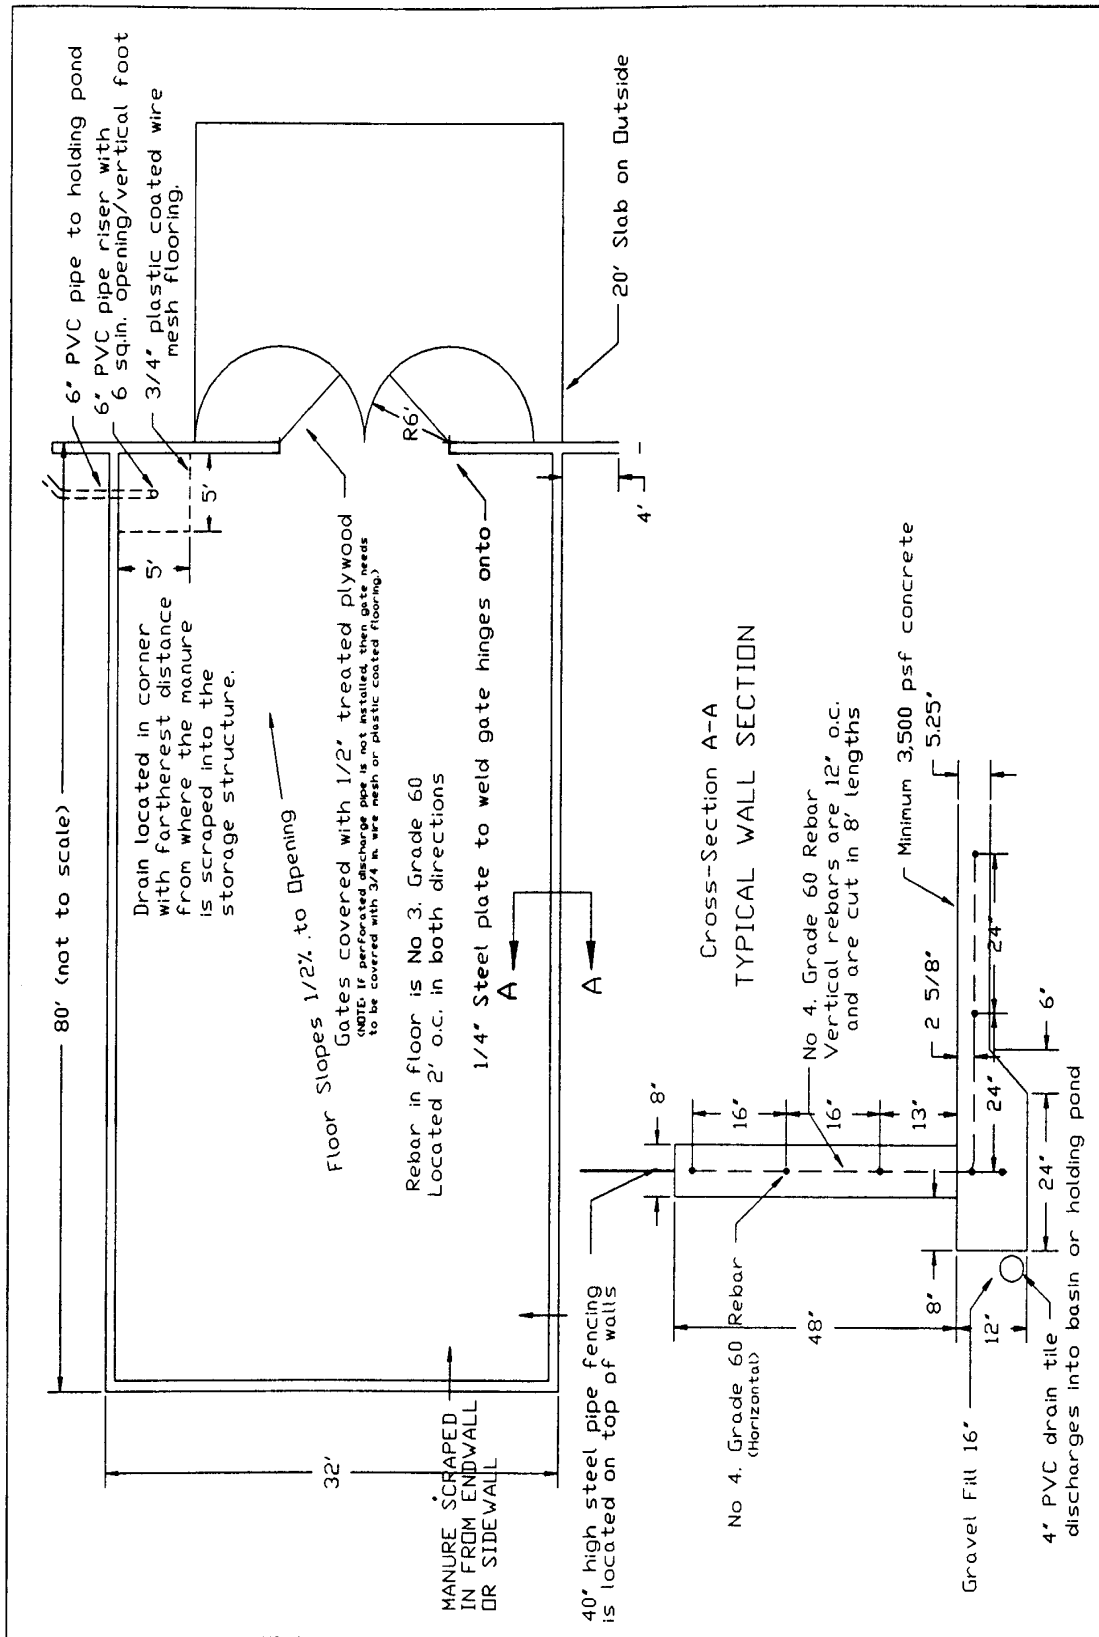 80' (not to scale)
6" PVC pipe to holding pond
6" PVC pipe riser with
6 sq.in. opening/vertical foot
3/4" plastic coated wire
mesh flooring.
Drain located in corner
with fartherest distance
from where the manure
is scraped into the
storage structure.
5'
5'
Floor Slopes 1/2% to Opening
Gates covered with 1/2" treated plywood
(NOTE: If perforated discharge pipe is not installed, then gate needs
to be covered with 3/4 in. wire mesh or plastic coated flooring.)
R6'
Rebar in floor is No 3. Grade 60
Located 2' o.c. in both directions
1/4" Steel plate to weld gate hinges onto
20' Slab on Outside
4'
32'
A
A
MANURE SCRAPED
IN FROM ENDWALL
OR SIDEWALL
40" high steel pipe fencing
is located on top of walls
Cross-Section A-A
TYPICAL WALL SECTION
No 4. Grade 60 Rebar
Vertical rebars are 12" o.c.
and are cut in 8' lengths
No 4. Grade 60 Rebar
(Horizontal)
8"
16"
16"
13"
48"
8"
12"
2 5/8"
Minimum 3,500 psf concrete
5.25"
24"
24"
24"
6"
Gravel Fill 16"
4" PVC drain tile
discharges into basin or holding pond